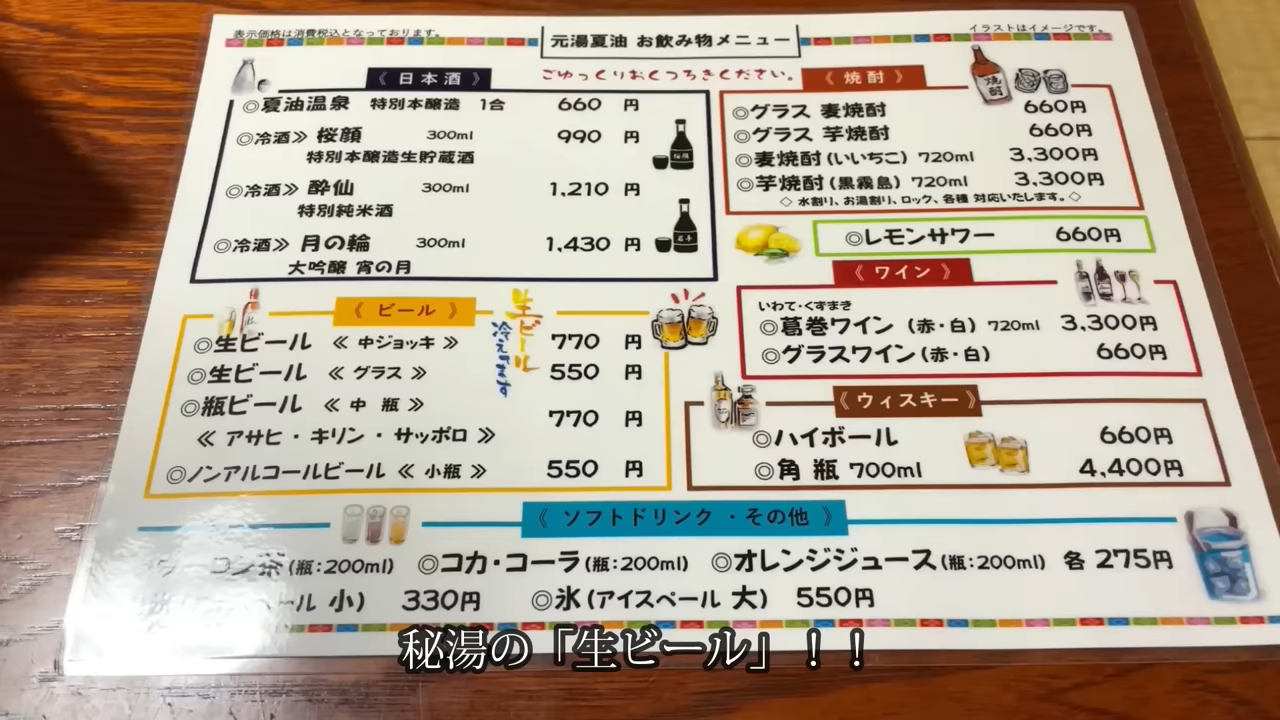 表示価格は消費税込となっております。
元湯夏油 お飲み物メニュー
イラストはイメージです。
ごゆっくりおくつろぎください。
《 日本酒 》
◎夏油温泉 特別本醸造 1合 660 円
◎冷酒≫ 桜顔 300ml 990 円
特別本醸造生貯蔵酒
◎冷酒≫ 酔仙 300ml 1,210 円
特別純米酒
◎冷酒≫ 月の輪 300ml 1,430 円
大吟醸 宵の月
《 ビール 》
生ビール
冷えてます
◎生ビール ≪ 中ジョッキ ≫ 770 円
◎生ビール ≪ グラス ≫ 550 円
◎瓶ビール ≪ 中 瓶 ≫ 770 円
≪ アサヒ・キリン・サッポロ ≫
◎ノンアルコールビール ≪ 小瓶 ≫ 550 円
《 焼酎 》
焼酎
◎グラス 麦焼酎 660円
◎グラス 芋焼酎 660円
◎麦焼酎(いいちこ) 720ml 3,300円
◎芋焼酎(黒霧島) 720ml 3,300円
◇ 水割り、お湯割り、ロック、各種 対応いたします。◇
◎レモンサワー 660円
《 ワイン 》
いわて・くずまき
◎葛巻ワイン (赤・白) 720ml 3,300円
◎グラスワイン(赤・白) 660円
《 ウィスキー 》
◎ハイボール 660円
◎角 瓶 700ml 4,400円
《 ソフトドリンク ・その他 》
ウーロン茶(瓶:200ml) ◎コカ・コーラ(瓶:200ml) ◎オレンジジュース(瓶:200ml) 各 275円
小) 330円 ◎氷(アイスペール 大) 550円
秘湯の「生ビール」!!